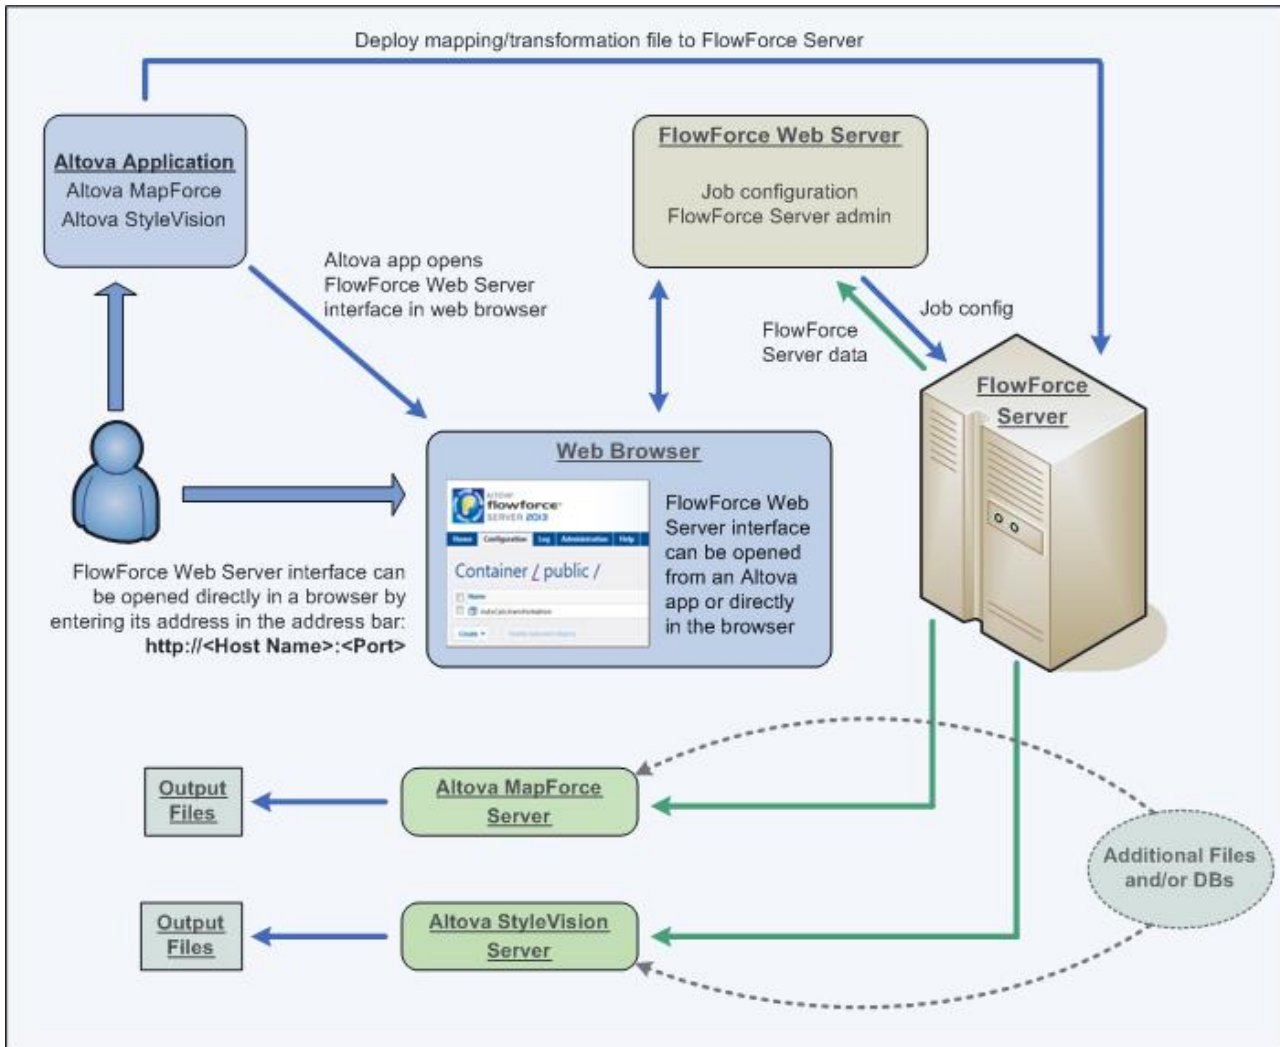 Deploy mapping/transformation file to FlowForce Server
Altova Application
Altova MapForce
Altova StyleVision
FlowForce Web Server
Job configuration
FlowForce Server admin
Altova app opens
FlowForce Web Server
interface in web browser
Job config
FlowForce
Server data
FlowForce
Server
Web Browser
ALTOVA®
flowforce®
SERVER 2013
Home Configuration Log Administration Help
Container / public /
Name
Create
FlowForce Web
Server interface
can be opened
from an Altova
app or directly
in the browser
FlowForce Web Server interface can
be opened directly in a browser by
entering its address in the address bar:
http://<Host Name>:<Port>
Output
Files
Altova MapForce
Server
Additional Files
and/or DBs
Output
Files
Altova StyleVision
Server